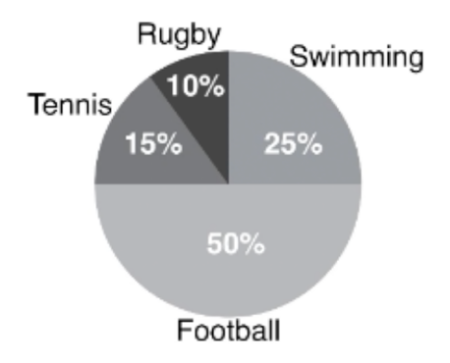 Rugby
Swimming
10%
Tennis
15%
25%
50%
Football